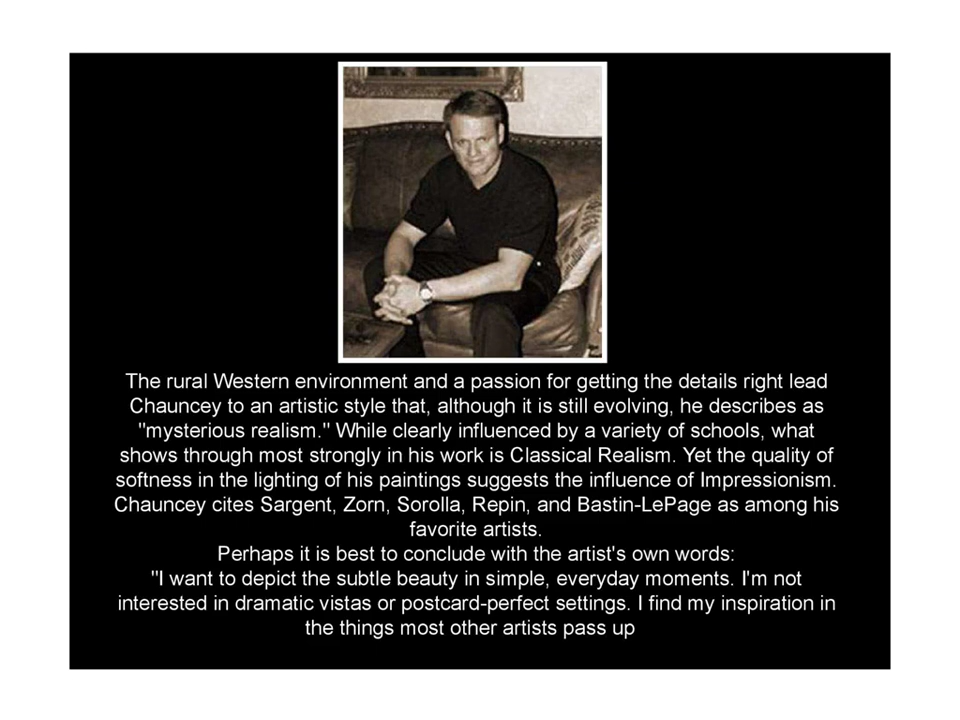 The rural Western environment and a passion for getting the details right lead
Chauncey to an artistic style that, although it is still evolving, he describes as
"mysterious realism." While clearly influenced by a variety of schools, what
shows through most strongly in his work is Classical Realism. Yet the quality of
softness in the lighting of his paintings suggests the influence of Impressionism.
Chauncey cites Sargent, Zorn, Sorolla, Repin, and Bastin-LePage as among his
favorite artists.
Perhaps it is best to conclude with the artist's own words:
"I want to depict the subtle beauty in simple, everyday moments. I'm not
interested in dramatic vistas or postcard-perfect settings. I find my inspiration in
the things most other artists pass up